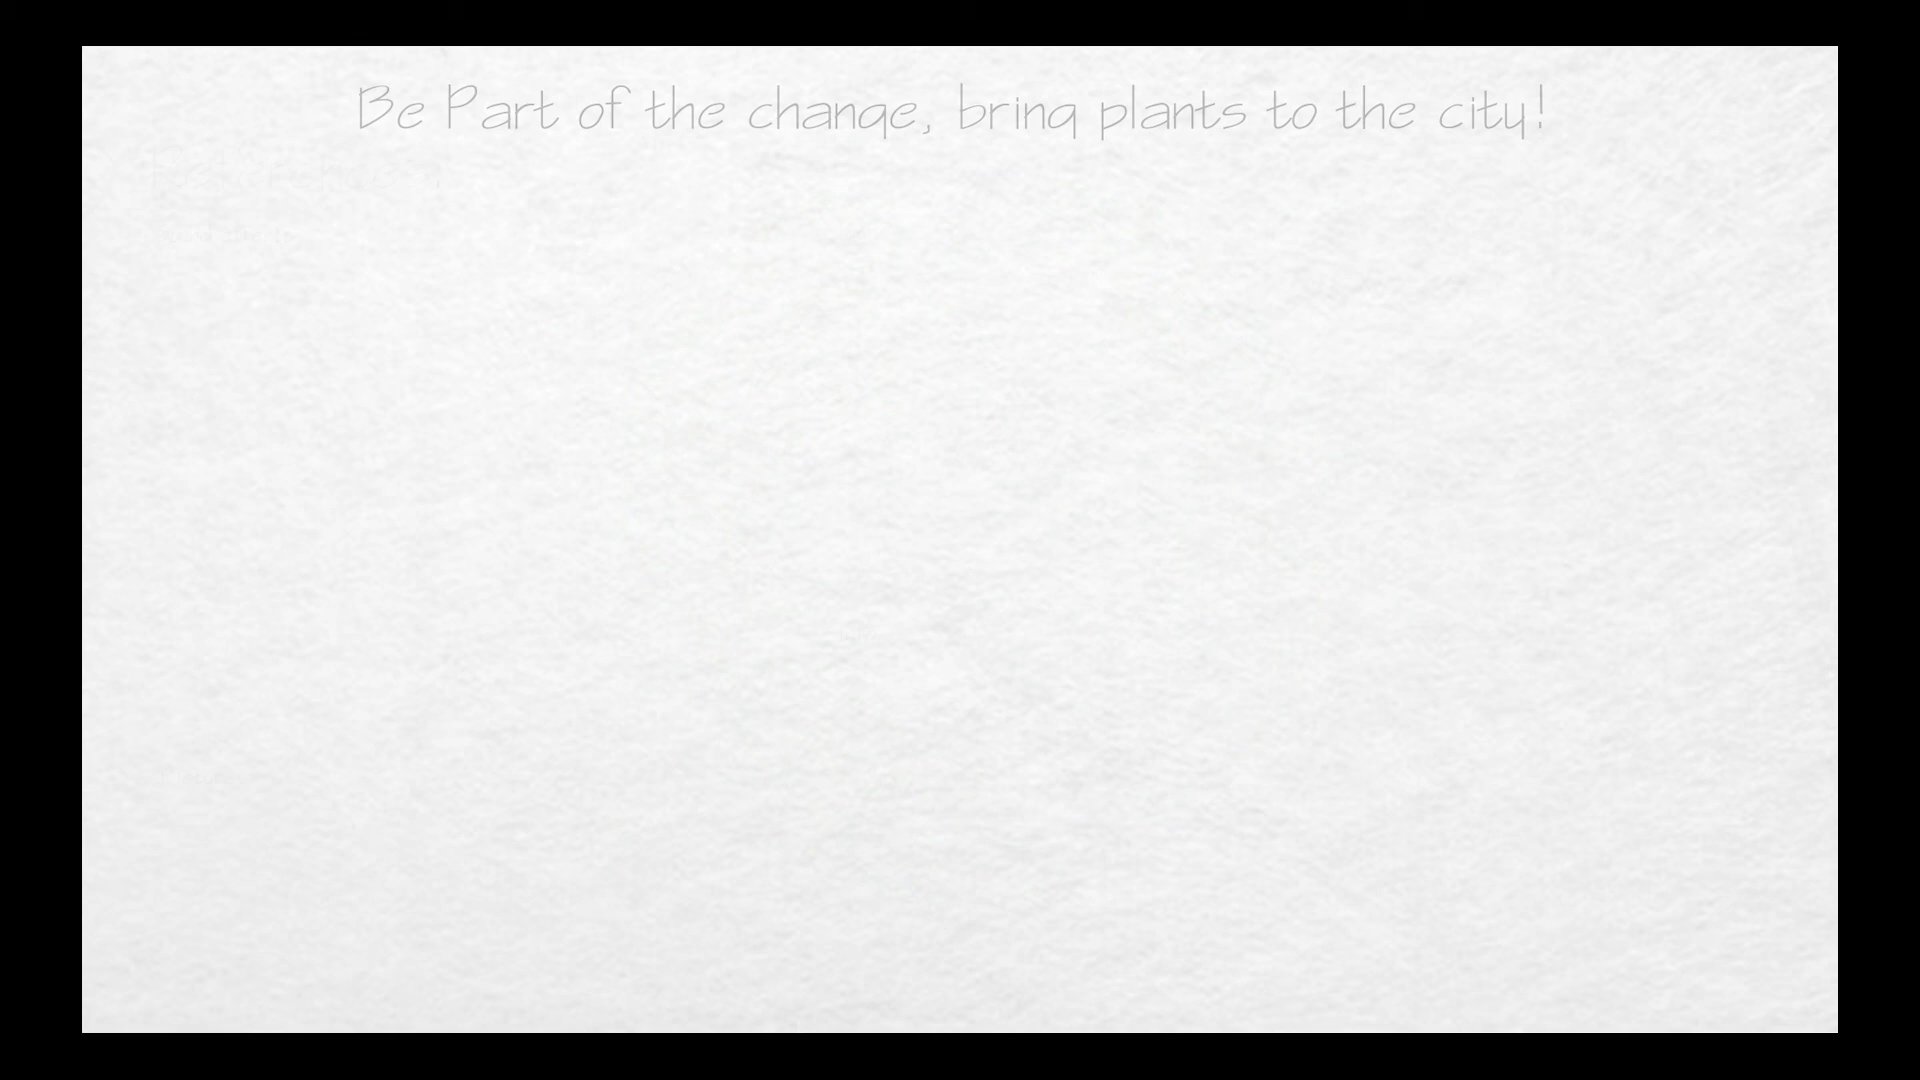 Be Part of the change, bring plants to the city!